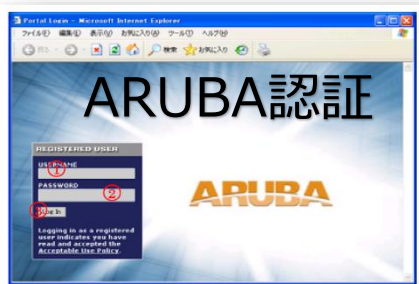 Portal Login - Microsoft Internet Explorer
ファイル(F) 編集(E) 表示(V) お気に入り(A) ツール(T) ヘルプ(H)
戻る 検索 お気に入り
ARUBA認証
REGISTERED USER
USERNAME
①
PASSWORD
②
Log In
ARUBA
Logging in as a registered
user indicates you have
read and accepted the
Acceptable Use Policy.